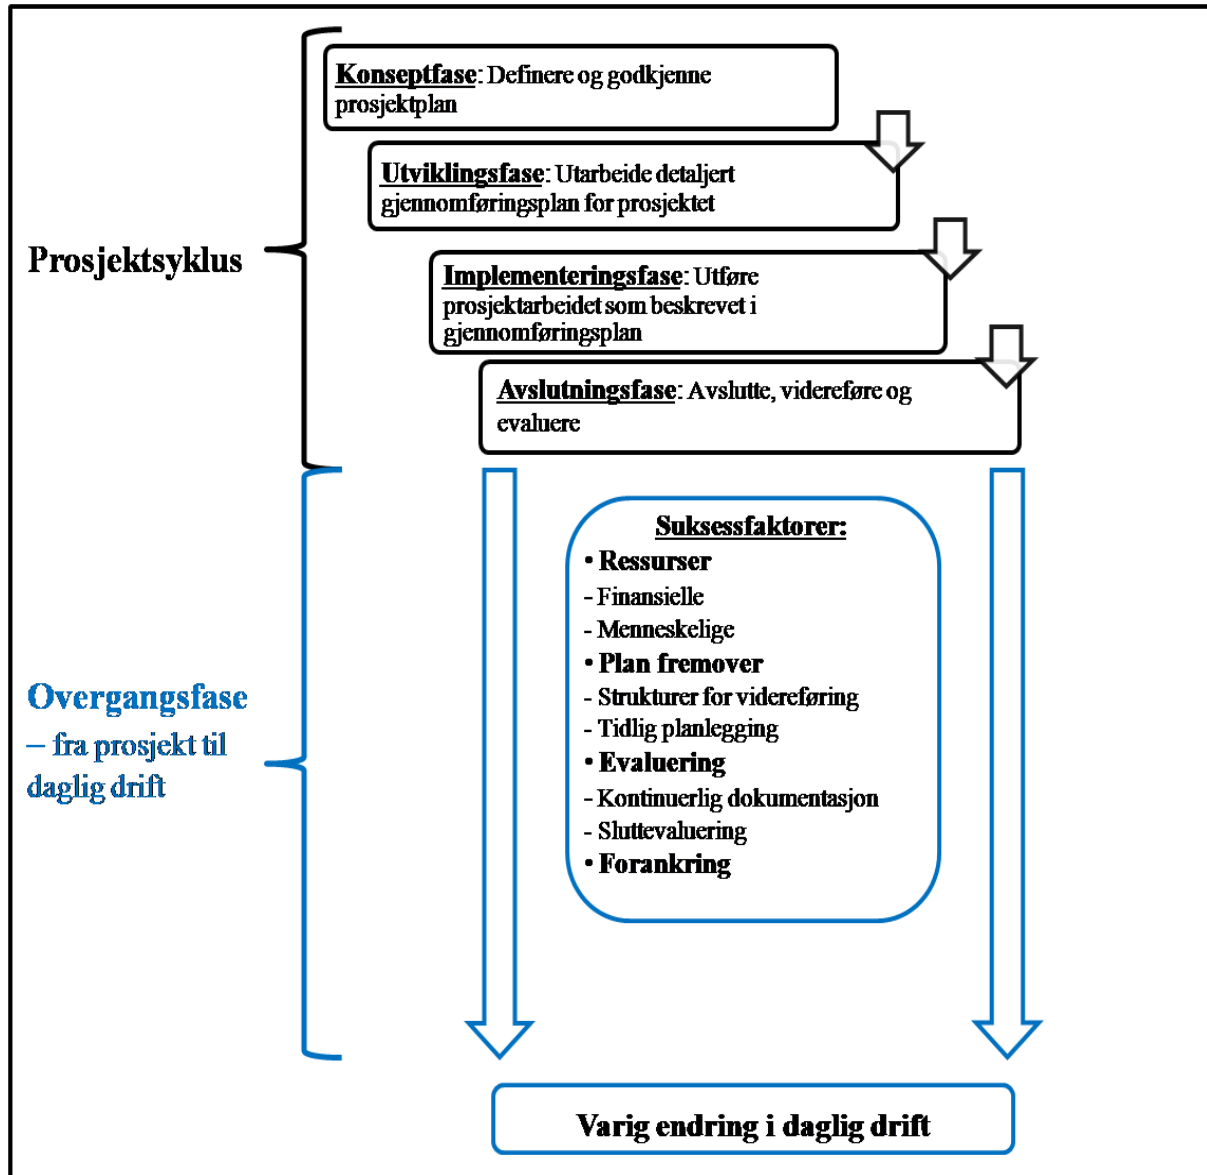 Konseptfase: Definere og godkjenne
prosjektplan
Utviklingsfase: Utarbeide detaljert
gjennomføringsplan for prosjektet
Prosjektsyklus
Implementeringsfase: Utføre
prosjektarbeidet som beskrevet i
gjennomføringsplan
Avslutningsfase: Avslutte, videreføre og
evaluere
Overgangsfase
– fra prosjekt til
daglig drift
Suksessfaktorer:
• Ressurser
- Finansielle
- Menneskelige
• Plan fremover
- Strukturer for videreføring
- Tidlig planlegging
• Evaluering
- Kontinuerlig dokumentasjon
- Sluttevaluering
• Forankring
Varig endring i daglig drift